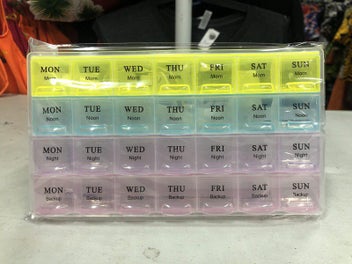 MON TUE WED THU FRI SAT SUN
Morn Morn Morn Morn Morn Morn Morn
MON TUE WED THU FRI SAT SUN
Noon Noon Noon Noon Noon Noon Noon
MON TUE WED THU FRI SAT SUN
Night Night Night Night Night Night Night
MON TUE WED THU FRI SAT SUN
Backup Backup Backup Backup Backup Backup Backup